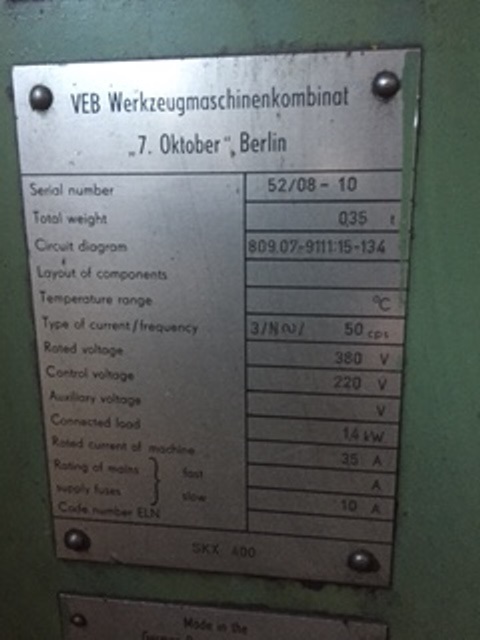 VEB Werkzeugmaschinenkombinat
„7. Oktober“, Berlin
Serial number 52/08 - 10
Total weight 0,35 t
Circuit diagram 809.07-9111:15-134
Layout of components
Temperature range °C
Type of current/frequency 3/N(~)/ 50 cps
Rated voltage 380 V
Control voltage 220 V
Auxiliary voltage V
Connected load 1,4 kW
Rated current of machine 3,5 A
Rating of mains } fast A
supply fuses } slow 10 A
Code number ELN
SKX 400
Made in the
German